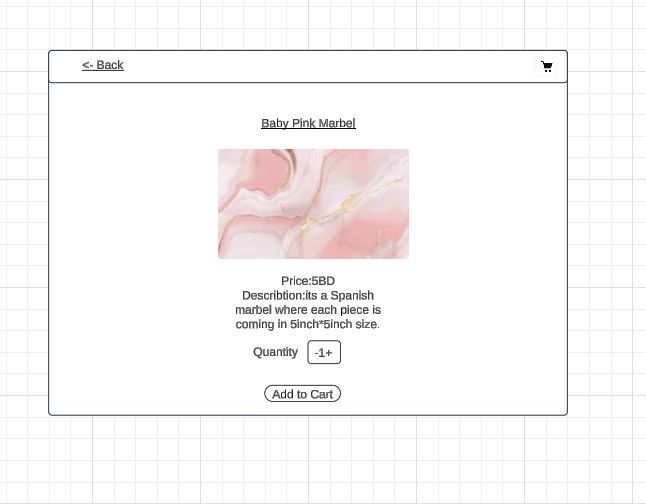 <- Back
Baby Pink Marbel
Price:5BD
Describtion:its a Spanish
marbel where each piece is
coming in 5inch*5inch size.
Quantity -1+
Add to Cart